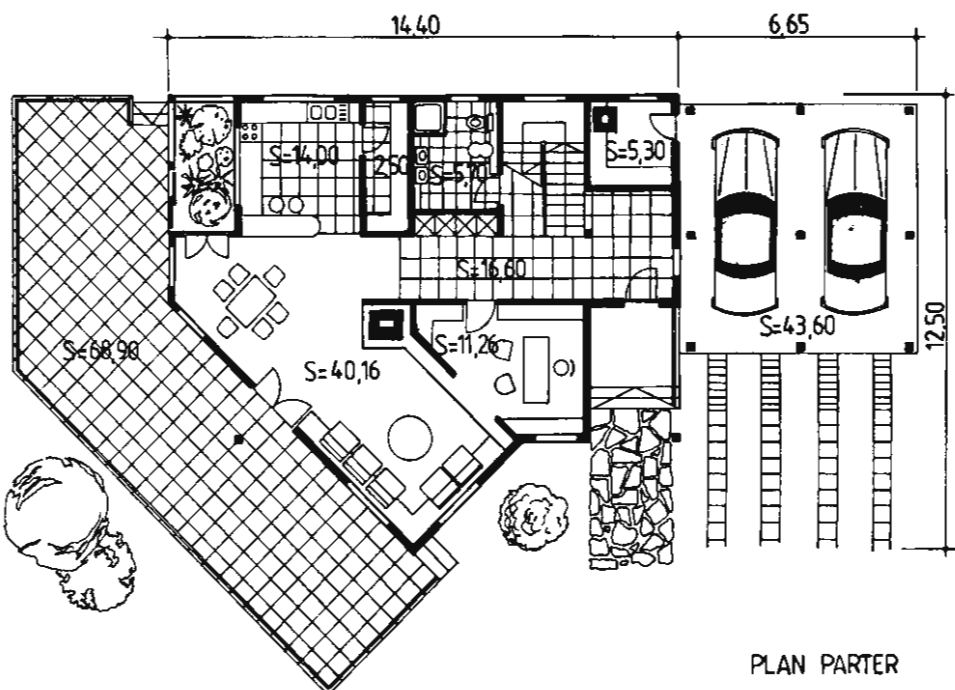 14.40
6,65
S=14,00
2,60
S=5,70
S=5,30
S=16,60
S=68,90
S=40,16
S=11,26
S=43,60
12.50
PLAN PARTER